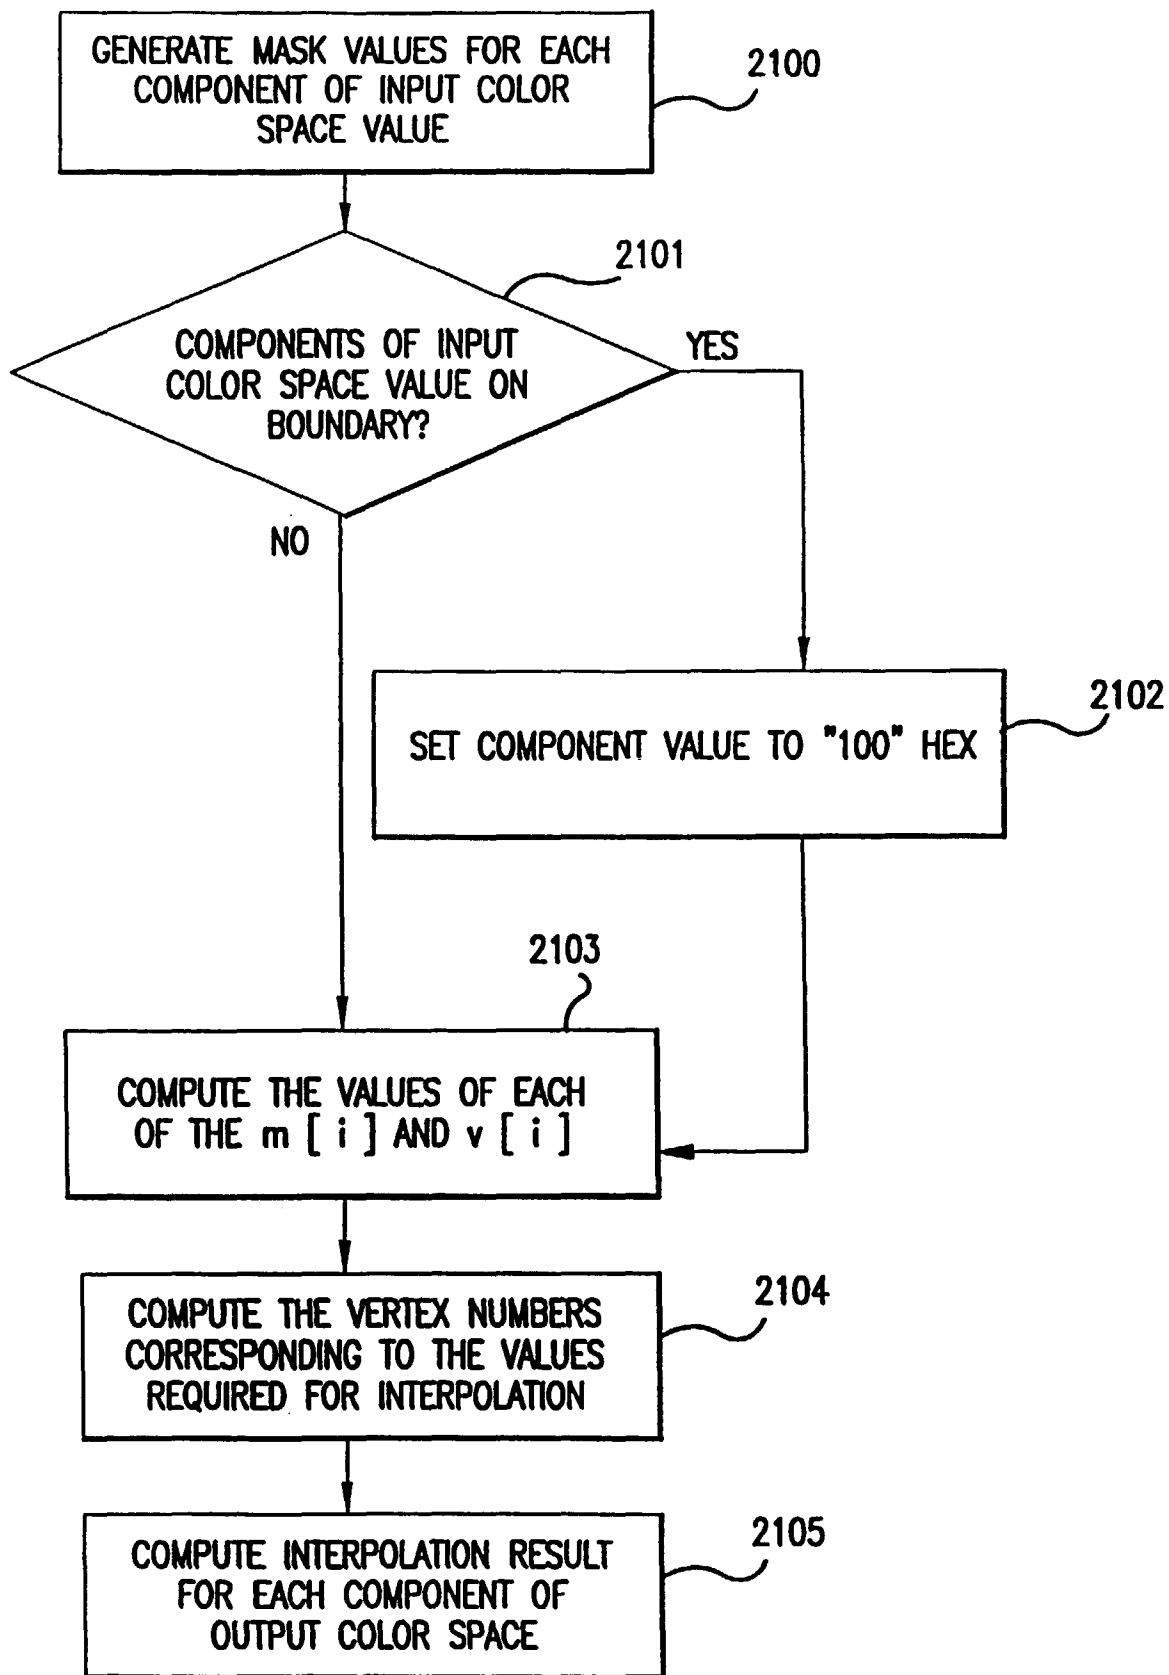 GENERATE MASK VALUES FOR EACH
COMPONENT OF INPUT COLOR
SPACE VALUE
2100
2101
COMPONENTS OF INPUT
COLOR SPACE VALUE ON
BOUNDARY?
YES
NO
2102
SET COMPONENT VALUE TO "100" HEX
2103
COMPUTE THE VALUES OF EACH
OF THE m [ i ] AND v [ i ]
2104
COMPUTE THE VERTEX NUMBERS
CORRESPONDING TO THE VALUES
REQUIRED FOR INTERPOLATION
2105
COMPUTE INTERPOLATION RESULT
FOR EACH COMPONENT OF
OUTPUT COLOR SPACE